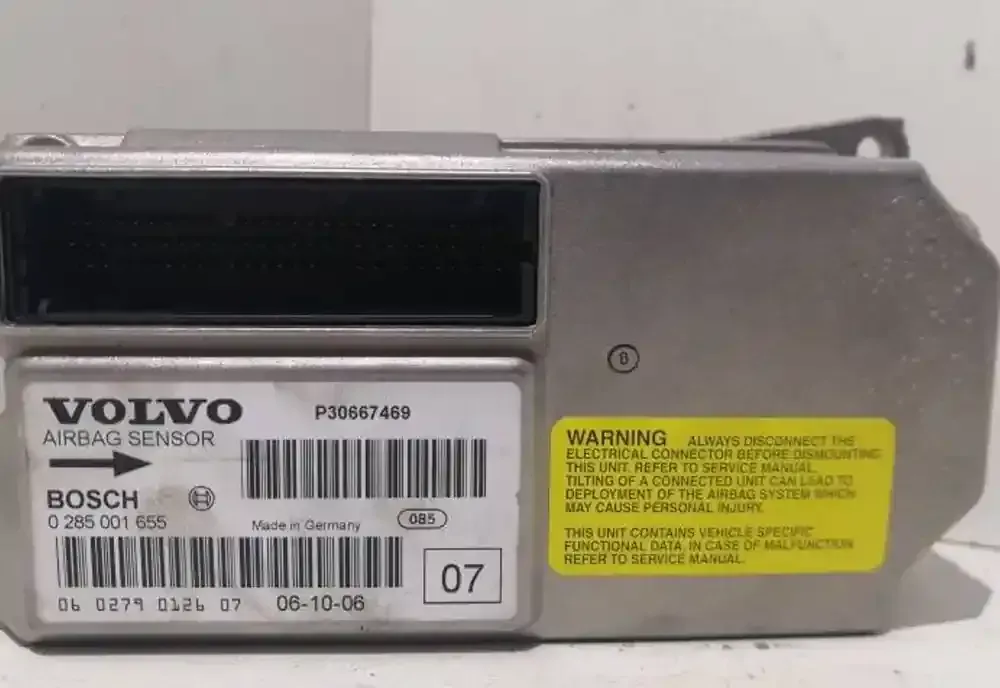 VOLVO
P30667469
AIRBAG SENSOR
BOSCH
0 285 001 655
Made in Germany
085
06 0279 0126 07
06-10-06
07
8
WARNING ALWAYS DISCONNECT THE
ELECTRICAL CONNECTOR BEFORE DISMOUNTING
THIS UNIT. REFER TO SERVICE MANUAL.
TILTING OF A CONNECTED UNIT CAN LEAD TO
DEPLOYMENT OF THE AIRBAG SYSTEM WHICH
MAY CAUSE PERSONAL INJURY.
THIS UNIT CONTAINS VEHICLE SPECIFIC
FUNCTIONAL DATA, IN CASE OF MALFUNCTION
REFER TO SERVICE MANUAL.